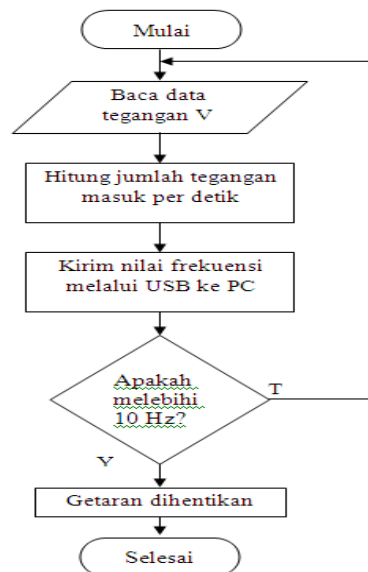 Mulai
Baca data
tegangan V
Hitung jumlah tegangan
masuk per detik
Kirim nilai frekuensi
melalui USB ke PC
Apakah
melebihi
10 Hz?
T
Y
Getaran dihentikan
Selesai